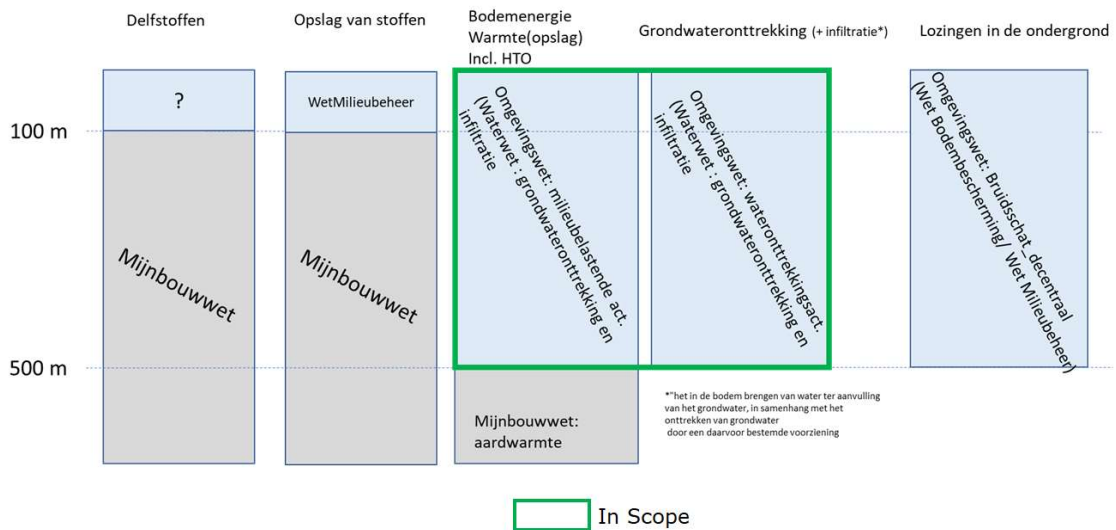 Delfstoffen
Opslag van stoffen
Bodemenergie
Warmte(opslag)
Incl. HTO
Grondwateronttrekking (+ infiltratie*)
Lozingen in de ondergrond
?
WetMilieubeheer
100 m
Mijnbouwwet
Mijnbouwwet
Omgevingswet: milieubelastende act.
(Waterwet : grondwateronttrekking en
infiltratie
Omgevingswet: wateronttrekkingsact.
(Waterwet : grondwateronttrekking en
infiltratie
Omgevingswet: Bruidsschat_decentraal
(Wet Bodembescherming/ Wet Milieubeheer)
500 m
Mijnbouwwet:
aardwarmte
*"het in de bodem brengen van water ter aanvulling
van het grondwater, in samenhang met het
onttrekken van grondwater
door een daarvoor bestemde voorziening
In Scope